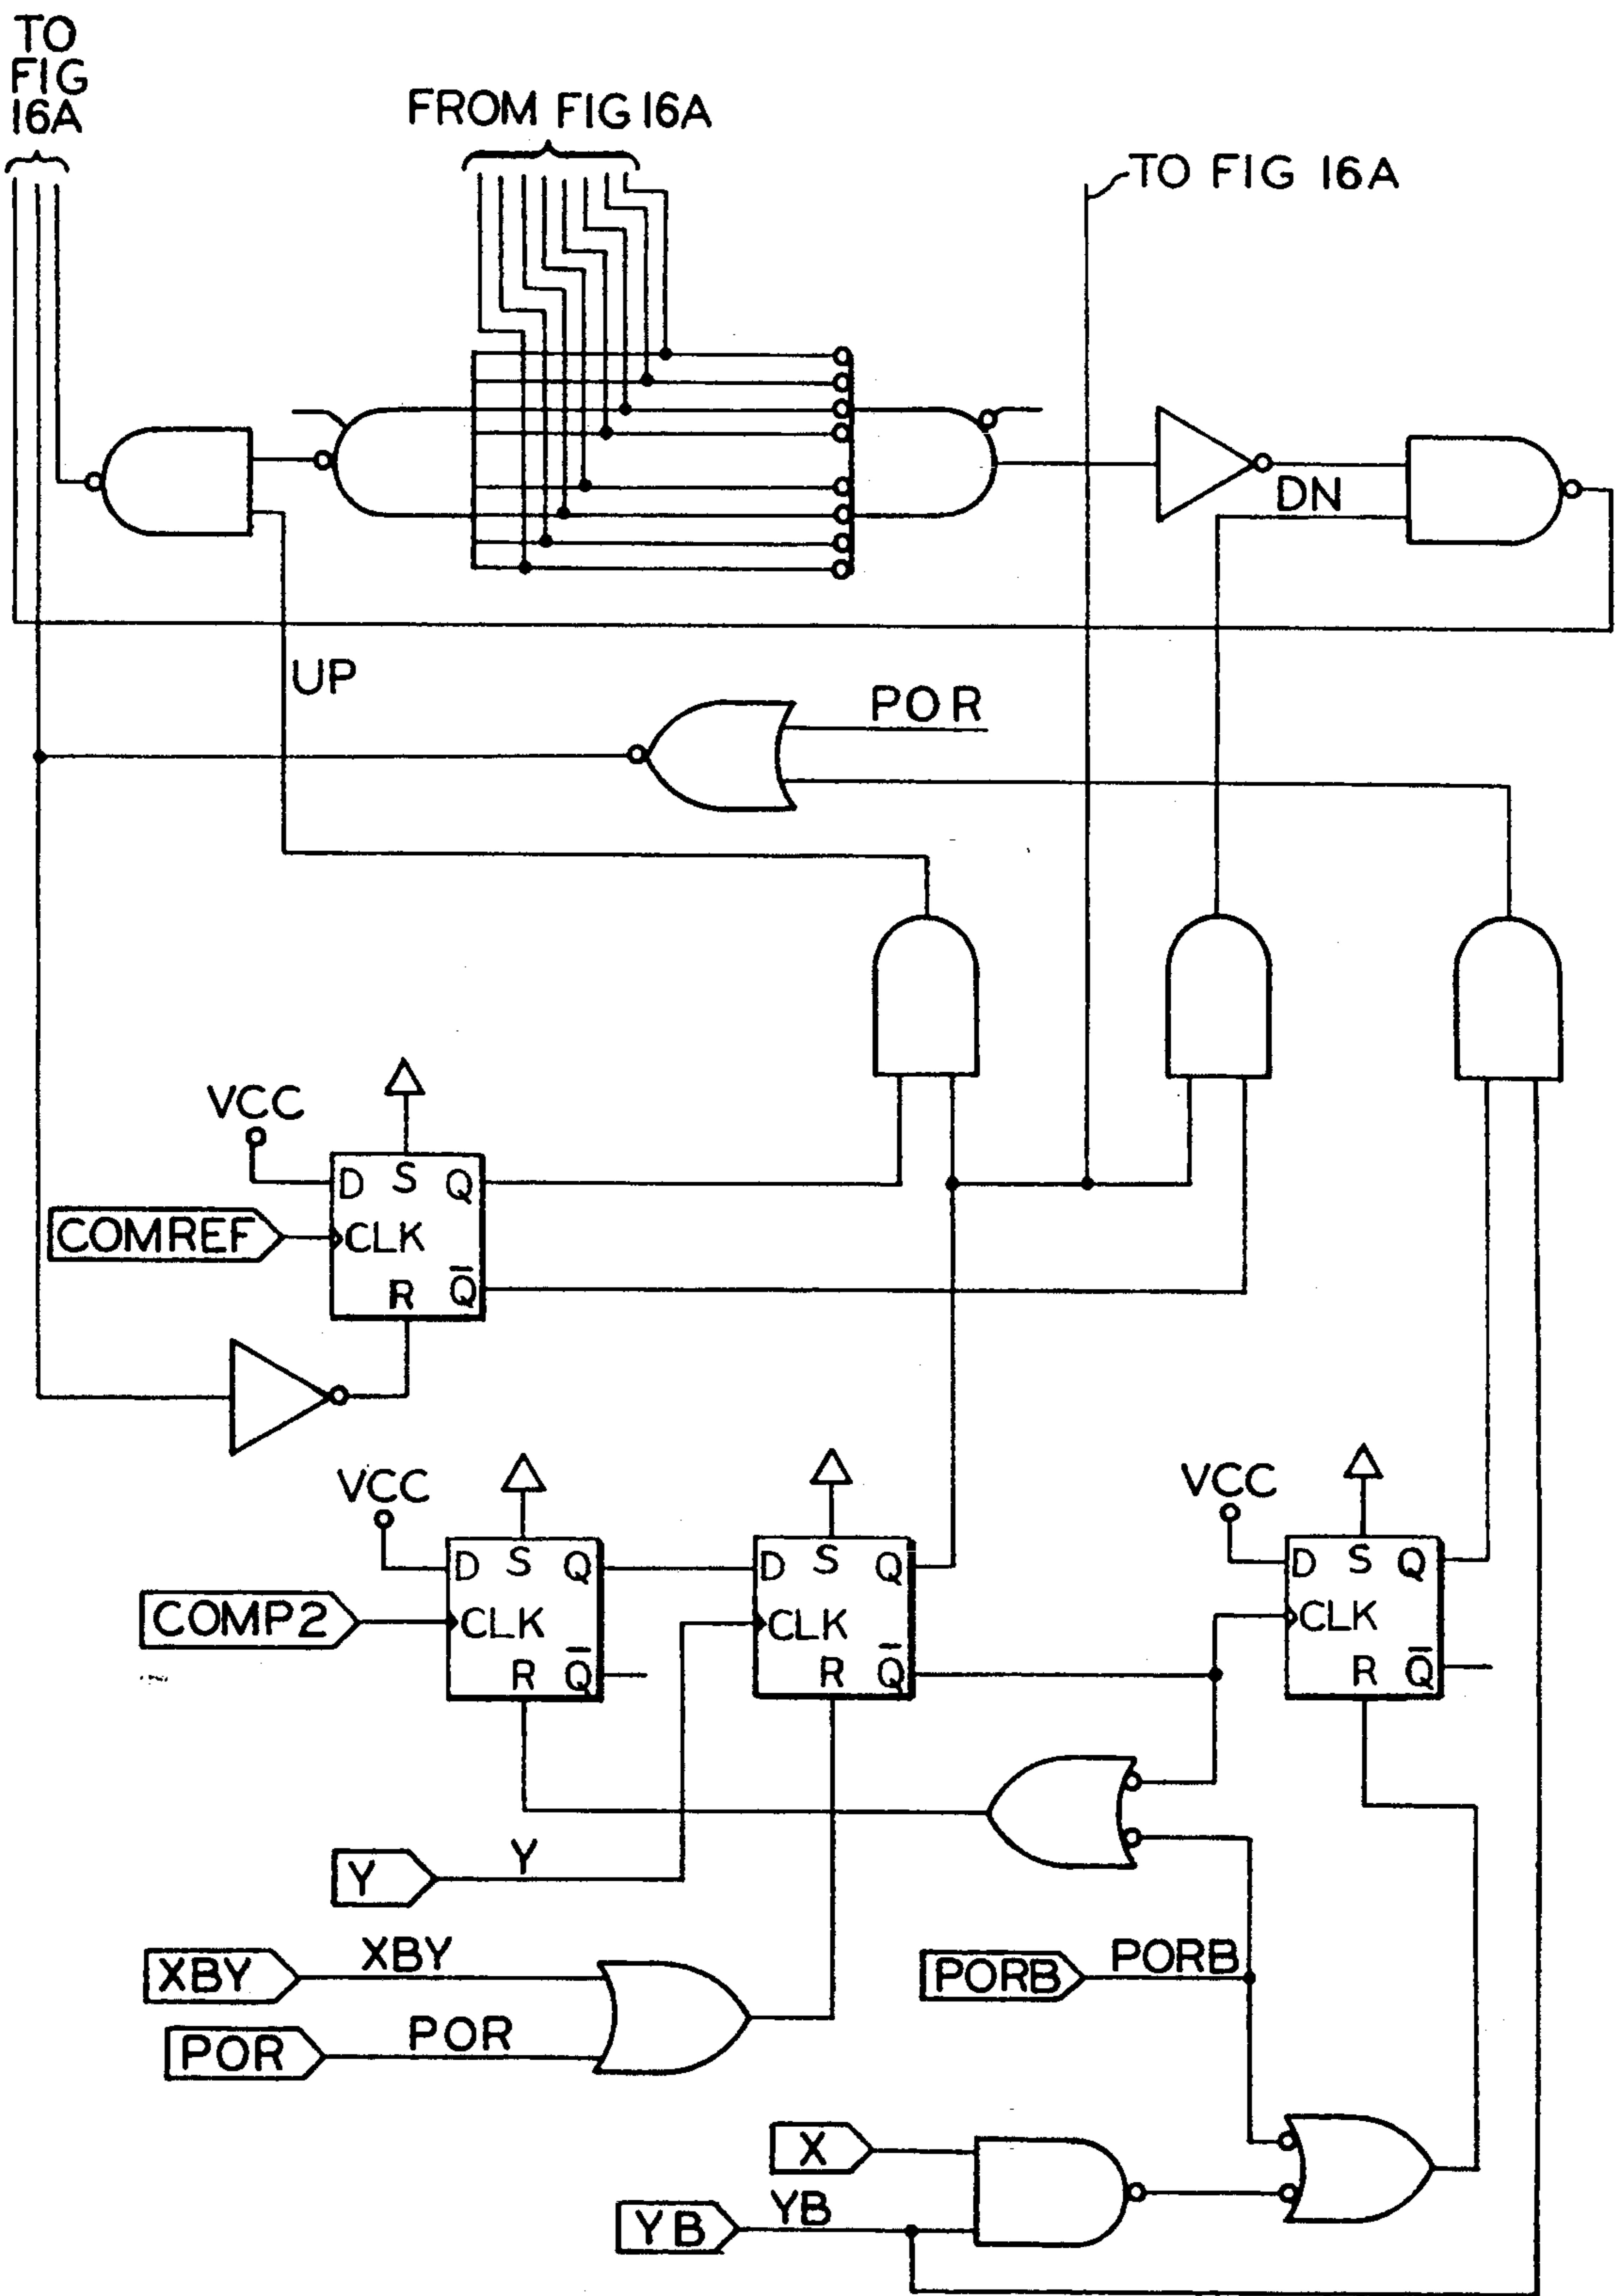 TO
FIG
16A
FROM FIG 16A
TO FIG 16A
DN
UP
POR
VCC
D S Q
COMREF
CLK
R Q̅
VCC
D S Q
COMP2
CLK
R Q̅
D S Q
CLK
R Q̅
VCC
D S Q
CLK
R Q̅
Y
Y
XBY
XBY
POR
POR
PORB
PORB
X
YB
YB